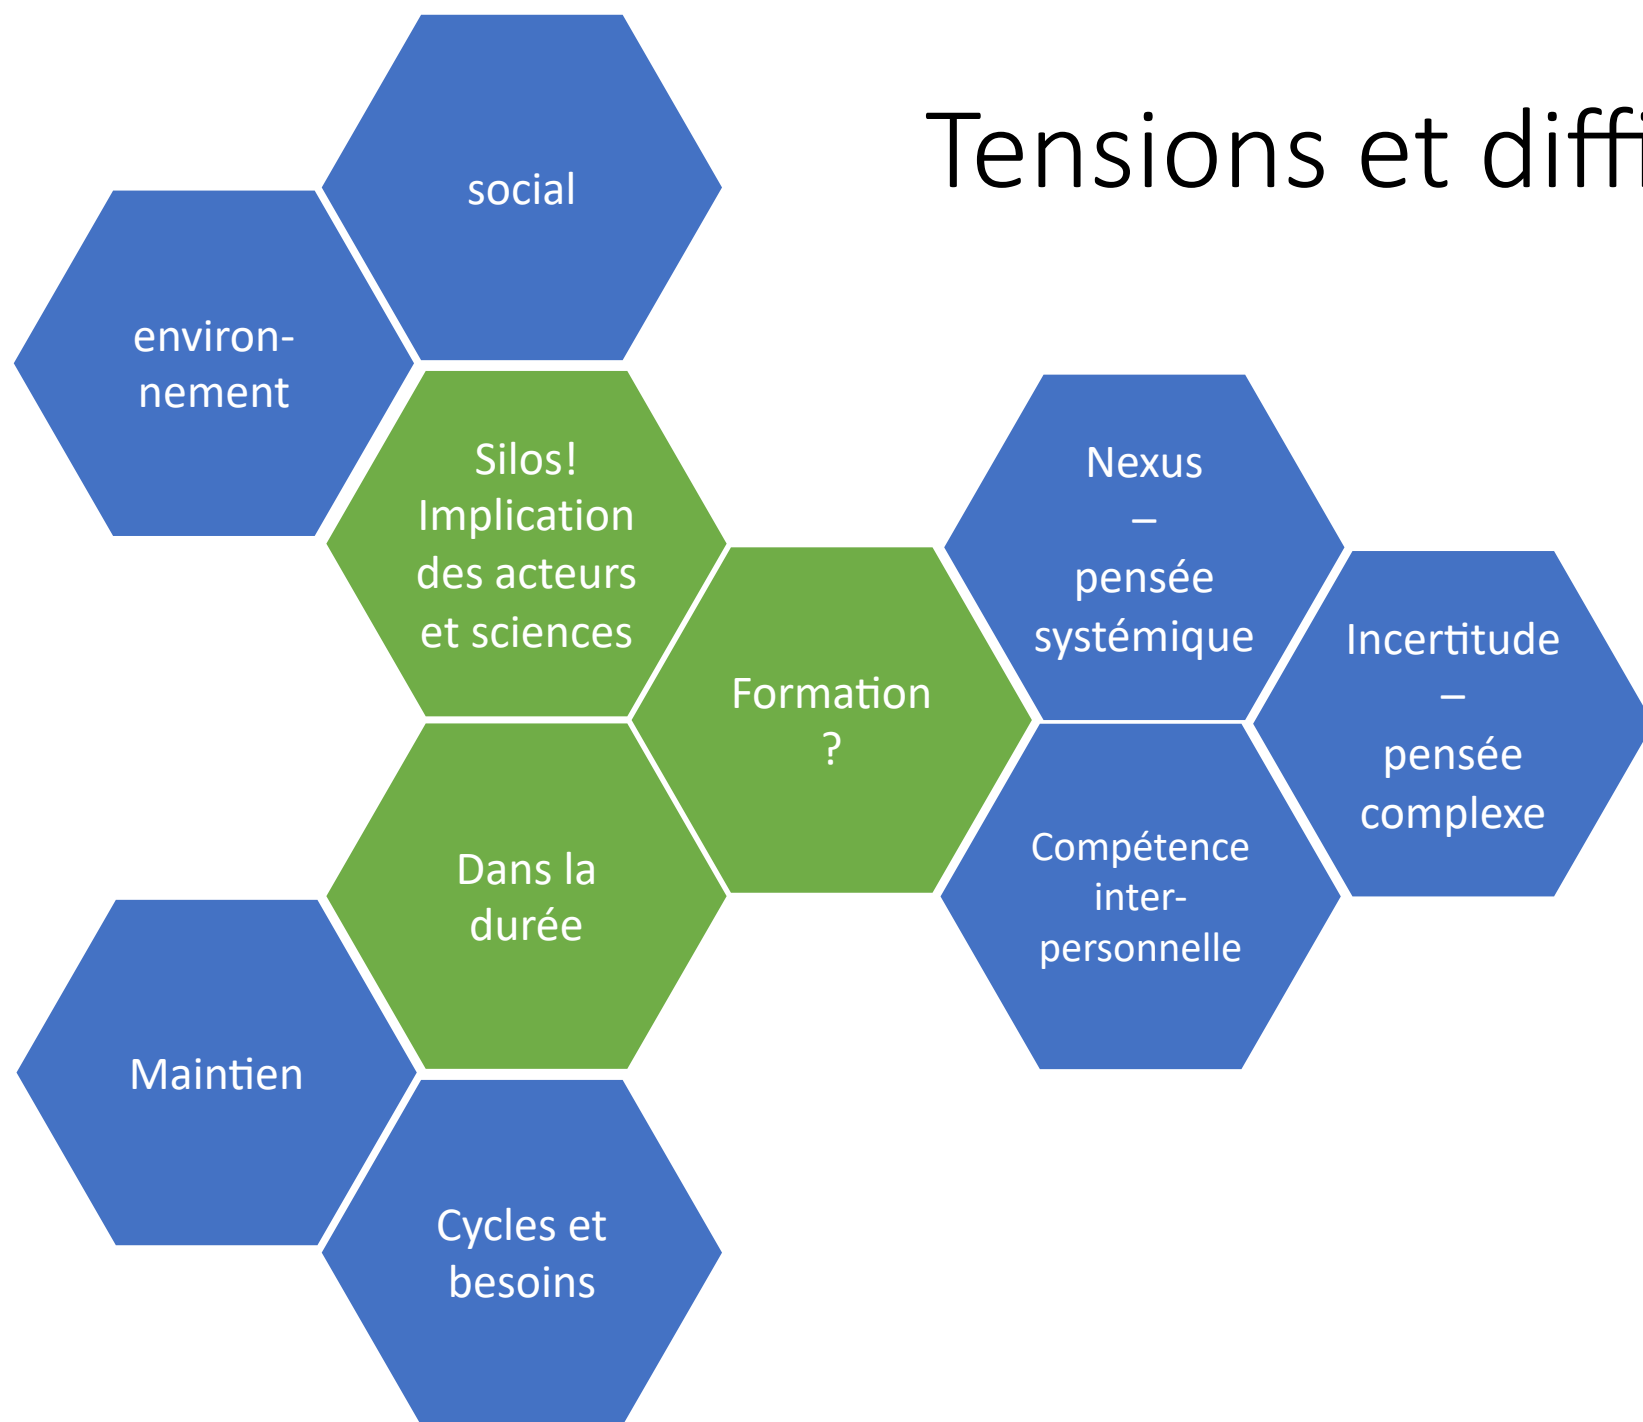 Tensions et diffi
social
environ-
nement
Silos!
Implication
des acteurs
et sciences
Formation
?
Dans la
durée
Maintien
Cycles et
besoins
Nexus
–
pensée
systémique
Incertitude
–
pensée
complexe
Compétence
inter-
personnelle